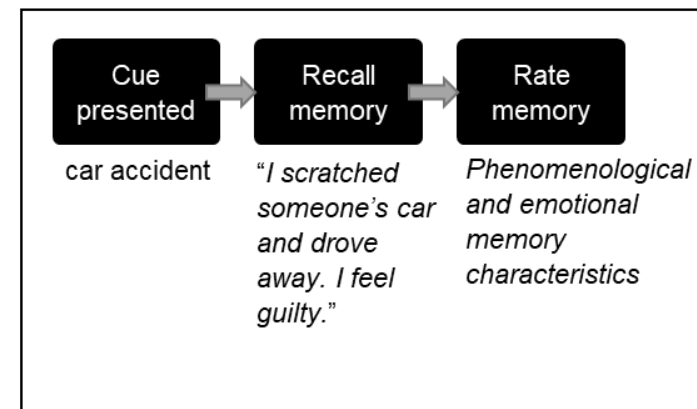 Cue
presented
Recall
memory
Rate
memory
car accident
“I scratched
someone’s car
and drove
away. I feel
guilty.”
Phenomenological
and emotional
memory
characteristics